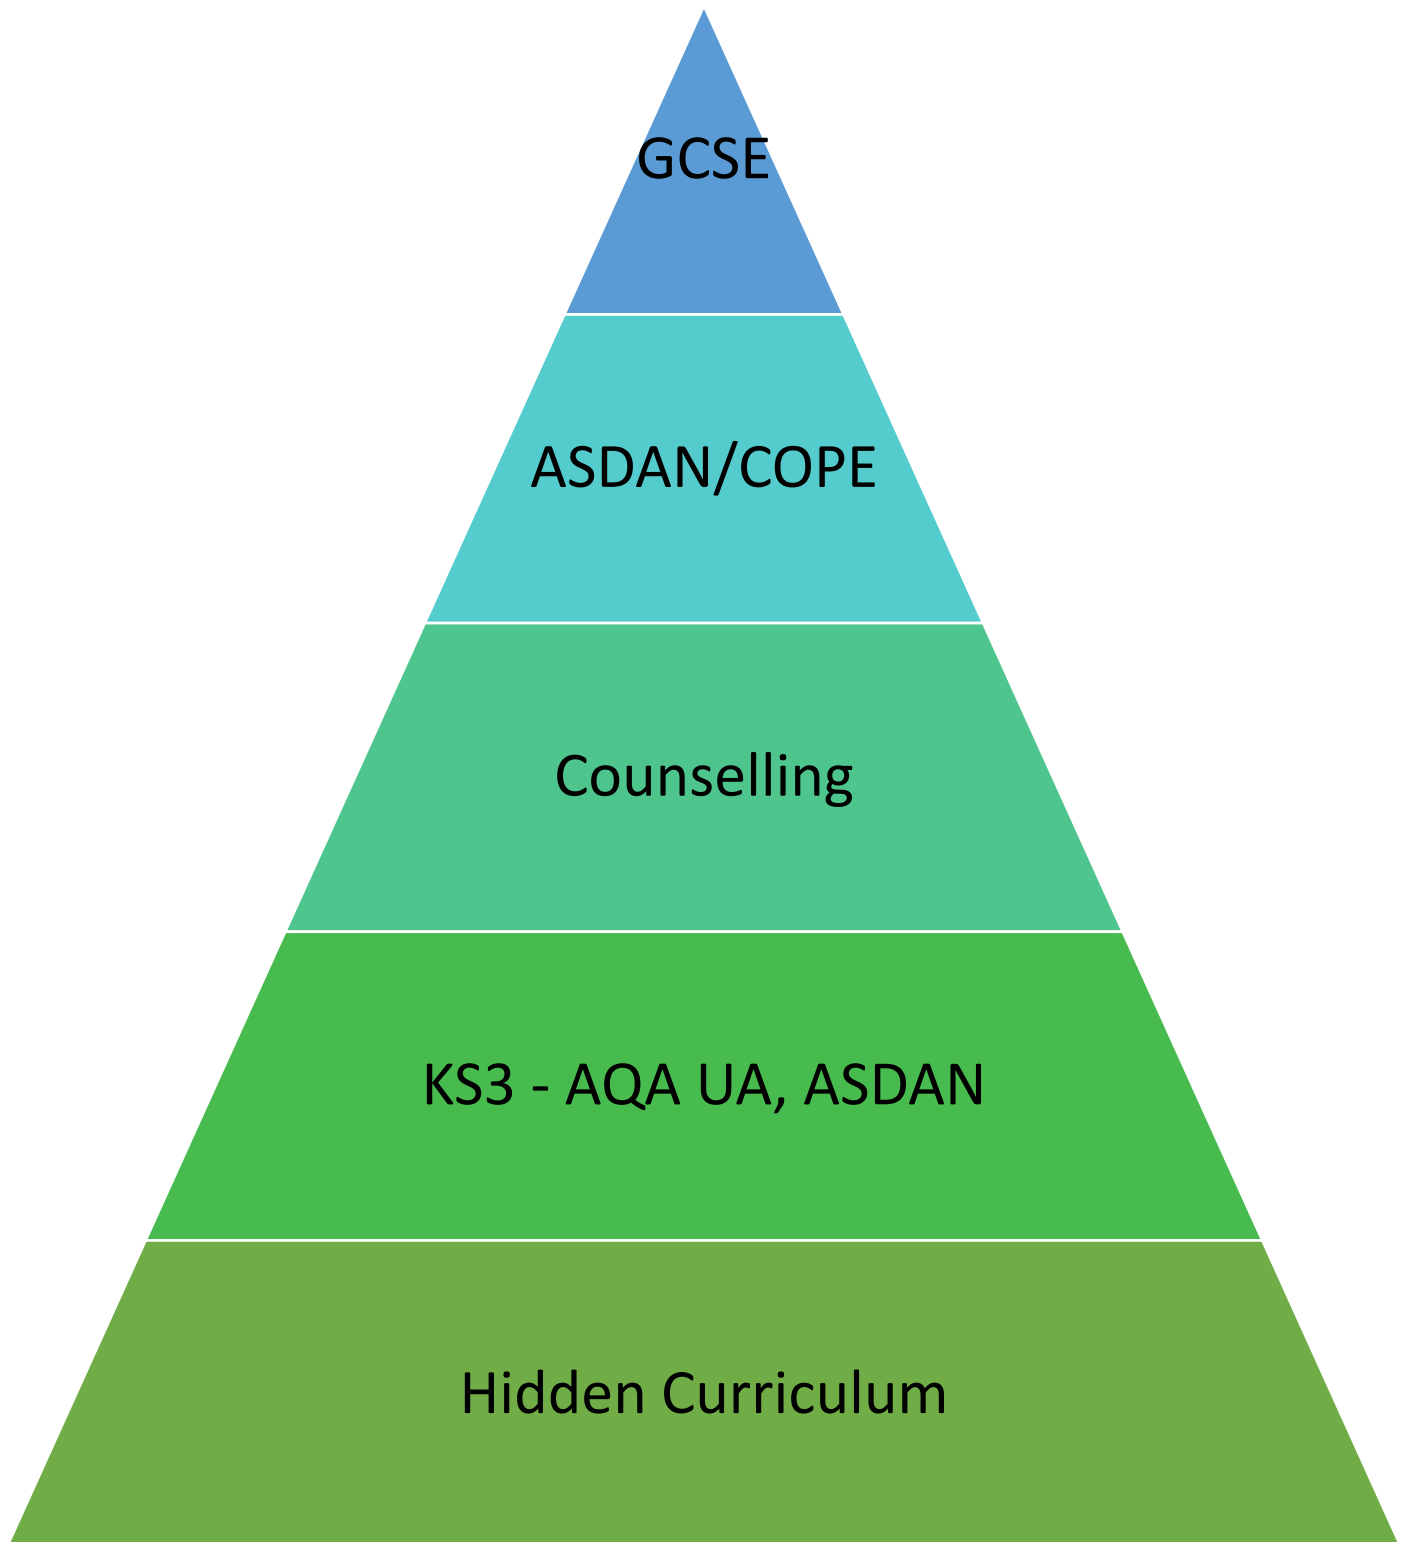 GCSE
ASDAN/COPE
Counselling
KS3 - AQA UA, ASDAN
Hidden Curriculum